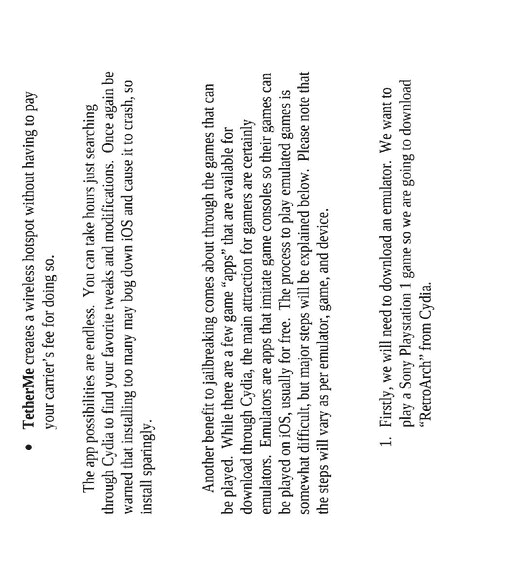 • TetherMe creates a wireless hotspot without having to pay
your carrier’s fee for doing so.
The app possibilities are endless.  You can take hours just searching
through Cydia to find your favorite tweaks and modifications.  Once again be
warned that installing too many may bog down iOS and cause it to crash, so
install sparingly.
Another benefit to jailbreaking comes about through the games that can
be played.  While there are a few game “apps” that are available for
download through Cydia, the main attraction for gamers are certainly
emulators.  Emulators are apps that imitate game consoles so their games can
be played on iOS, usually for free.  The process to play emulated games is
somewhat difficult, but major steps will be explained below.  Please note that
the steps will vary as per emulator, game, and device.
1. Firstly, we will need to download an emulator.  We want to
play a Sony Playstation 1 game so we are going to download
“RetroArch” from Cydia.